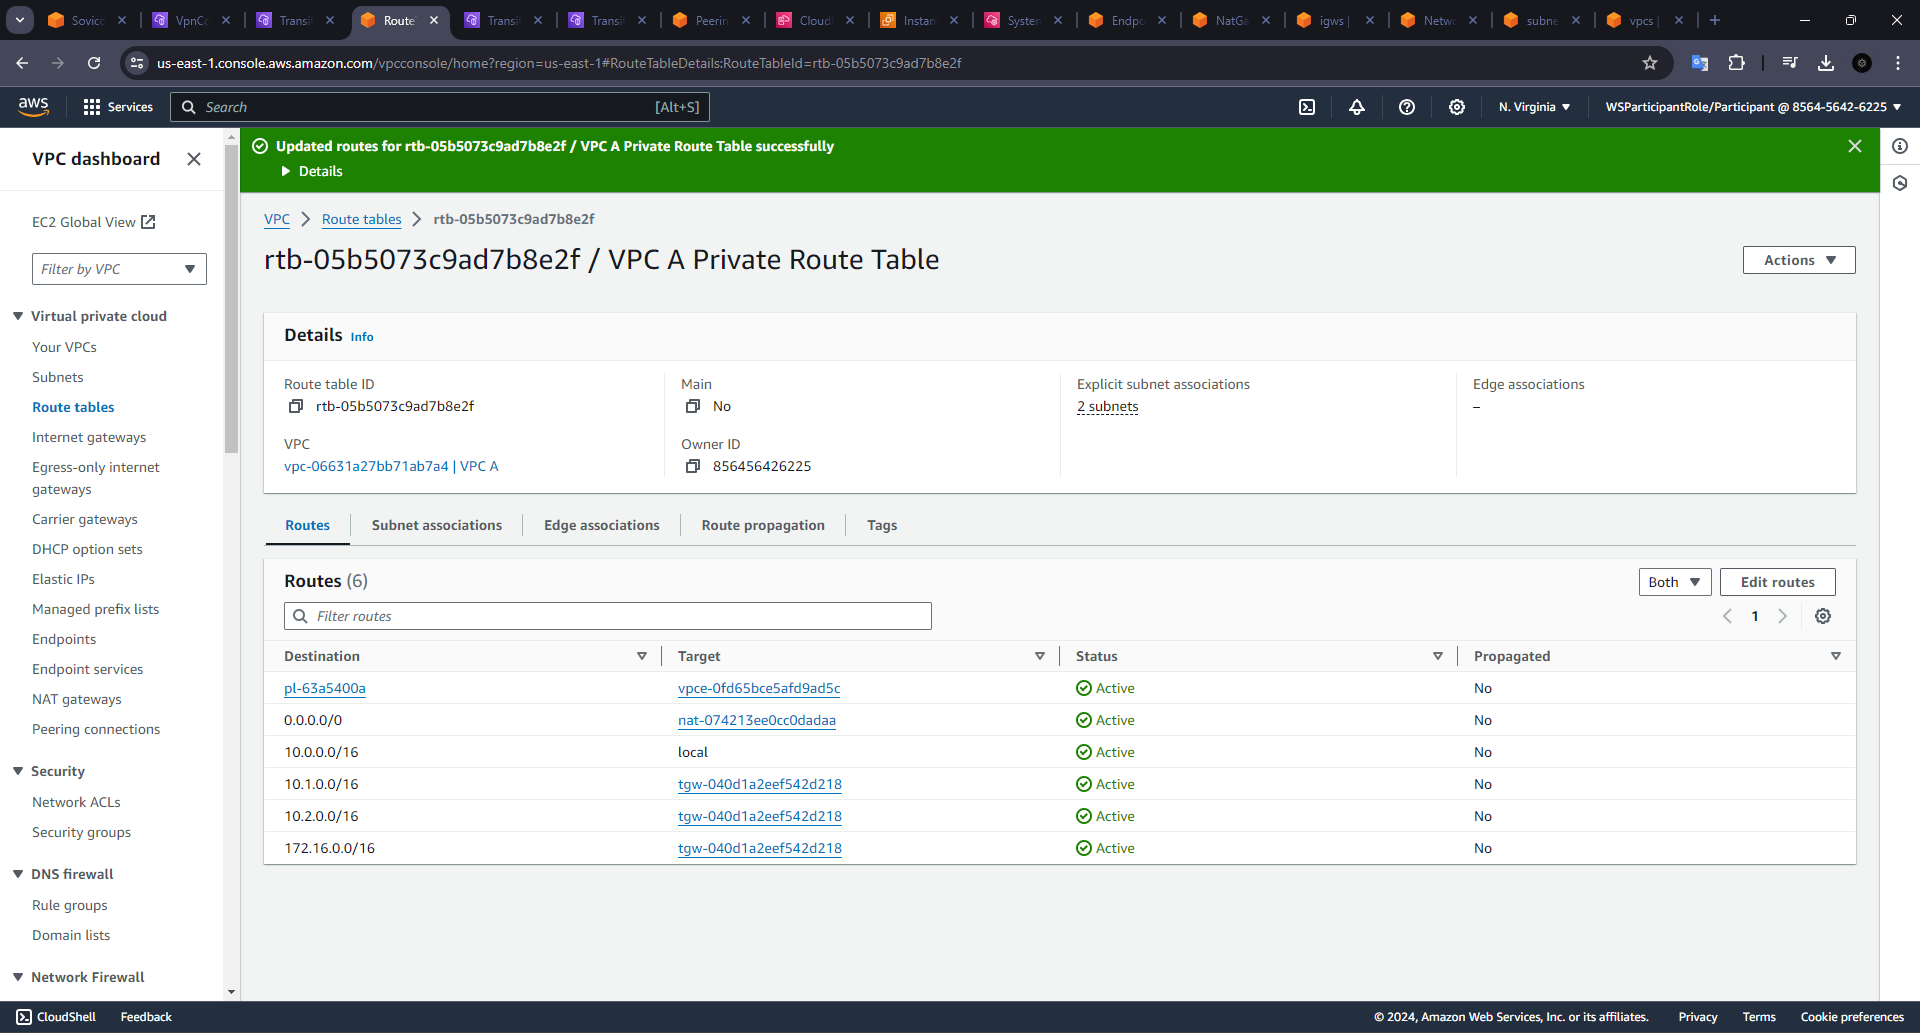 Sovico
VpnCo
Transit
Route
Transit
Transit
Peerin
Cloud
Instan
System
Endpo
NatGa
igws |
Netwo
subne
vpcs |
us-east-1.console.aws.amazon.com/vpcconsole/home?region=us-east-1#RouteTableDetails:RouteTableId=rtb-05b5073c9ad7b8e2f
aws
Services
Search
[Alt+S]
N. Virginia
WSParticipantRole/Participant @ 8564-5642-6225
VPC dashboard
EC2 Global View
Filter by VPC
Virtual private cloud
Your VPCs
Subnets
Route tables
Internet gateways
Egress-only internet
gateways
Carrier gateways
DHCP option sets
Elastic IPs
Managed prefix lists
Endpoints
Endpoint services
NAT gateways
Peering connections
Security
Network ACLs
Security groups
DNS firewall
Rule groups
Domain lists
Network Firewall
Updated routes for rtb-05b5073c9ad7b8e2f / VPC A Private Route Table successfully
Details
VPC
Route tables
rtb-05b5073c9ad7b8e2f
rtb-05b5073c9ad7b8e2f / VPC A Private Route Table
Actions
Details Info
Route table ID
rtb-05b5073c9ad7b8e2f
Main
No
Explicit subnet associations
2 subnets
Edge associations
–
VPC
vpc-06631a27bb71ab7a4 | VPC A
Owner ID
856456426225
Routes
Subnet associations
Edge associations
Route propagation
Tags
Routes (6)
Both
Edit routes
Filter routes
1
Destination Target Status Propagated
pl-63a5400a vpce-0fd65bce5afd9ad5c Active No
0.0.0.0/0 nat-074213ee0cc0dadaa Active No
10.0.0.0/16 local Active No
10.1.0.0/16 tgw-040d1a2eef542d218 Active No
10.2.0.0/16 tgw-040d1a2eef542d218 Active No
172.16.0.0/16 tgw-040d1a2eef542d218 Active No
CloudShell
Feedback
© 2024, Amazon Web Services, Inc. or its affiliates.
Privacy
Terms
Cookie preferences